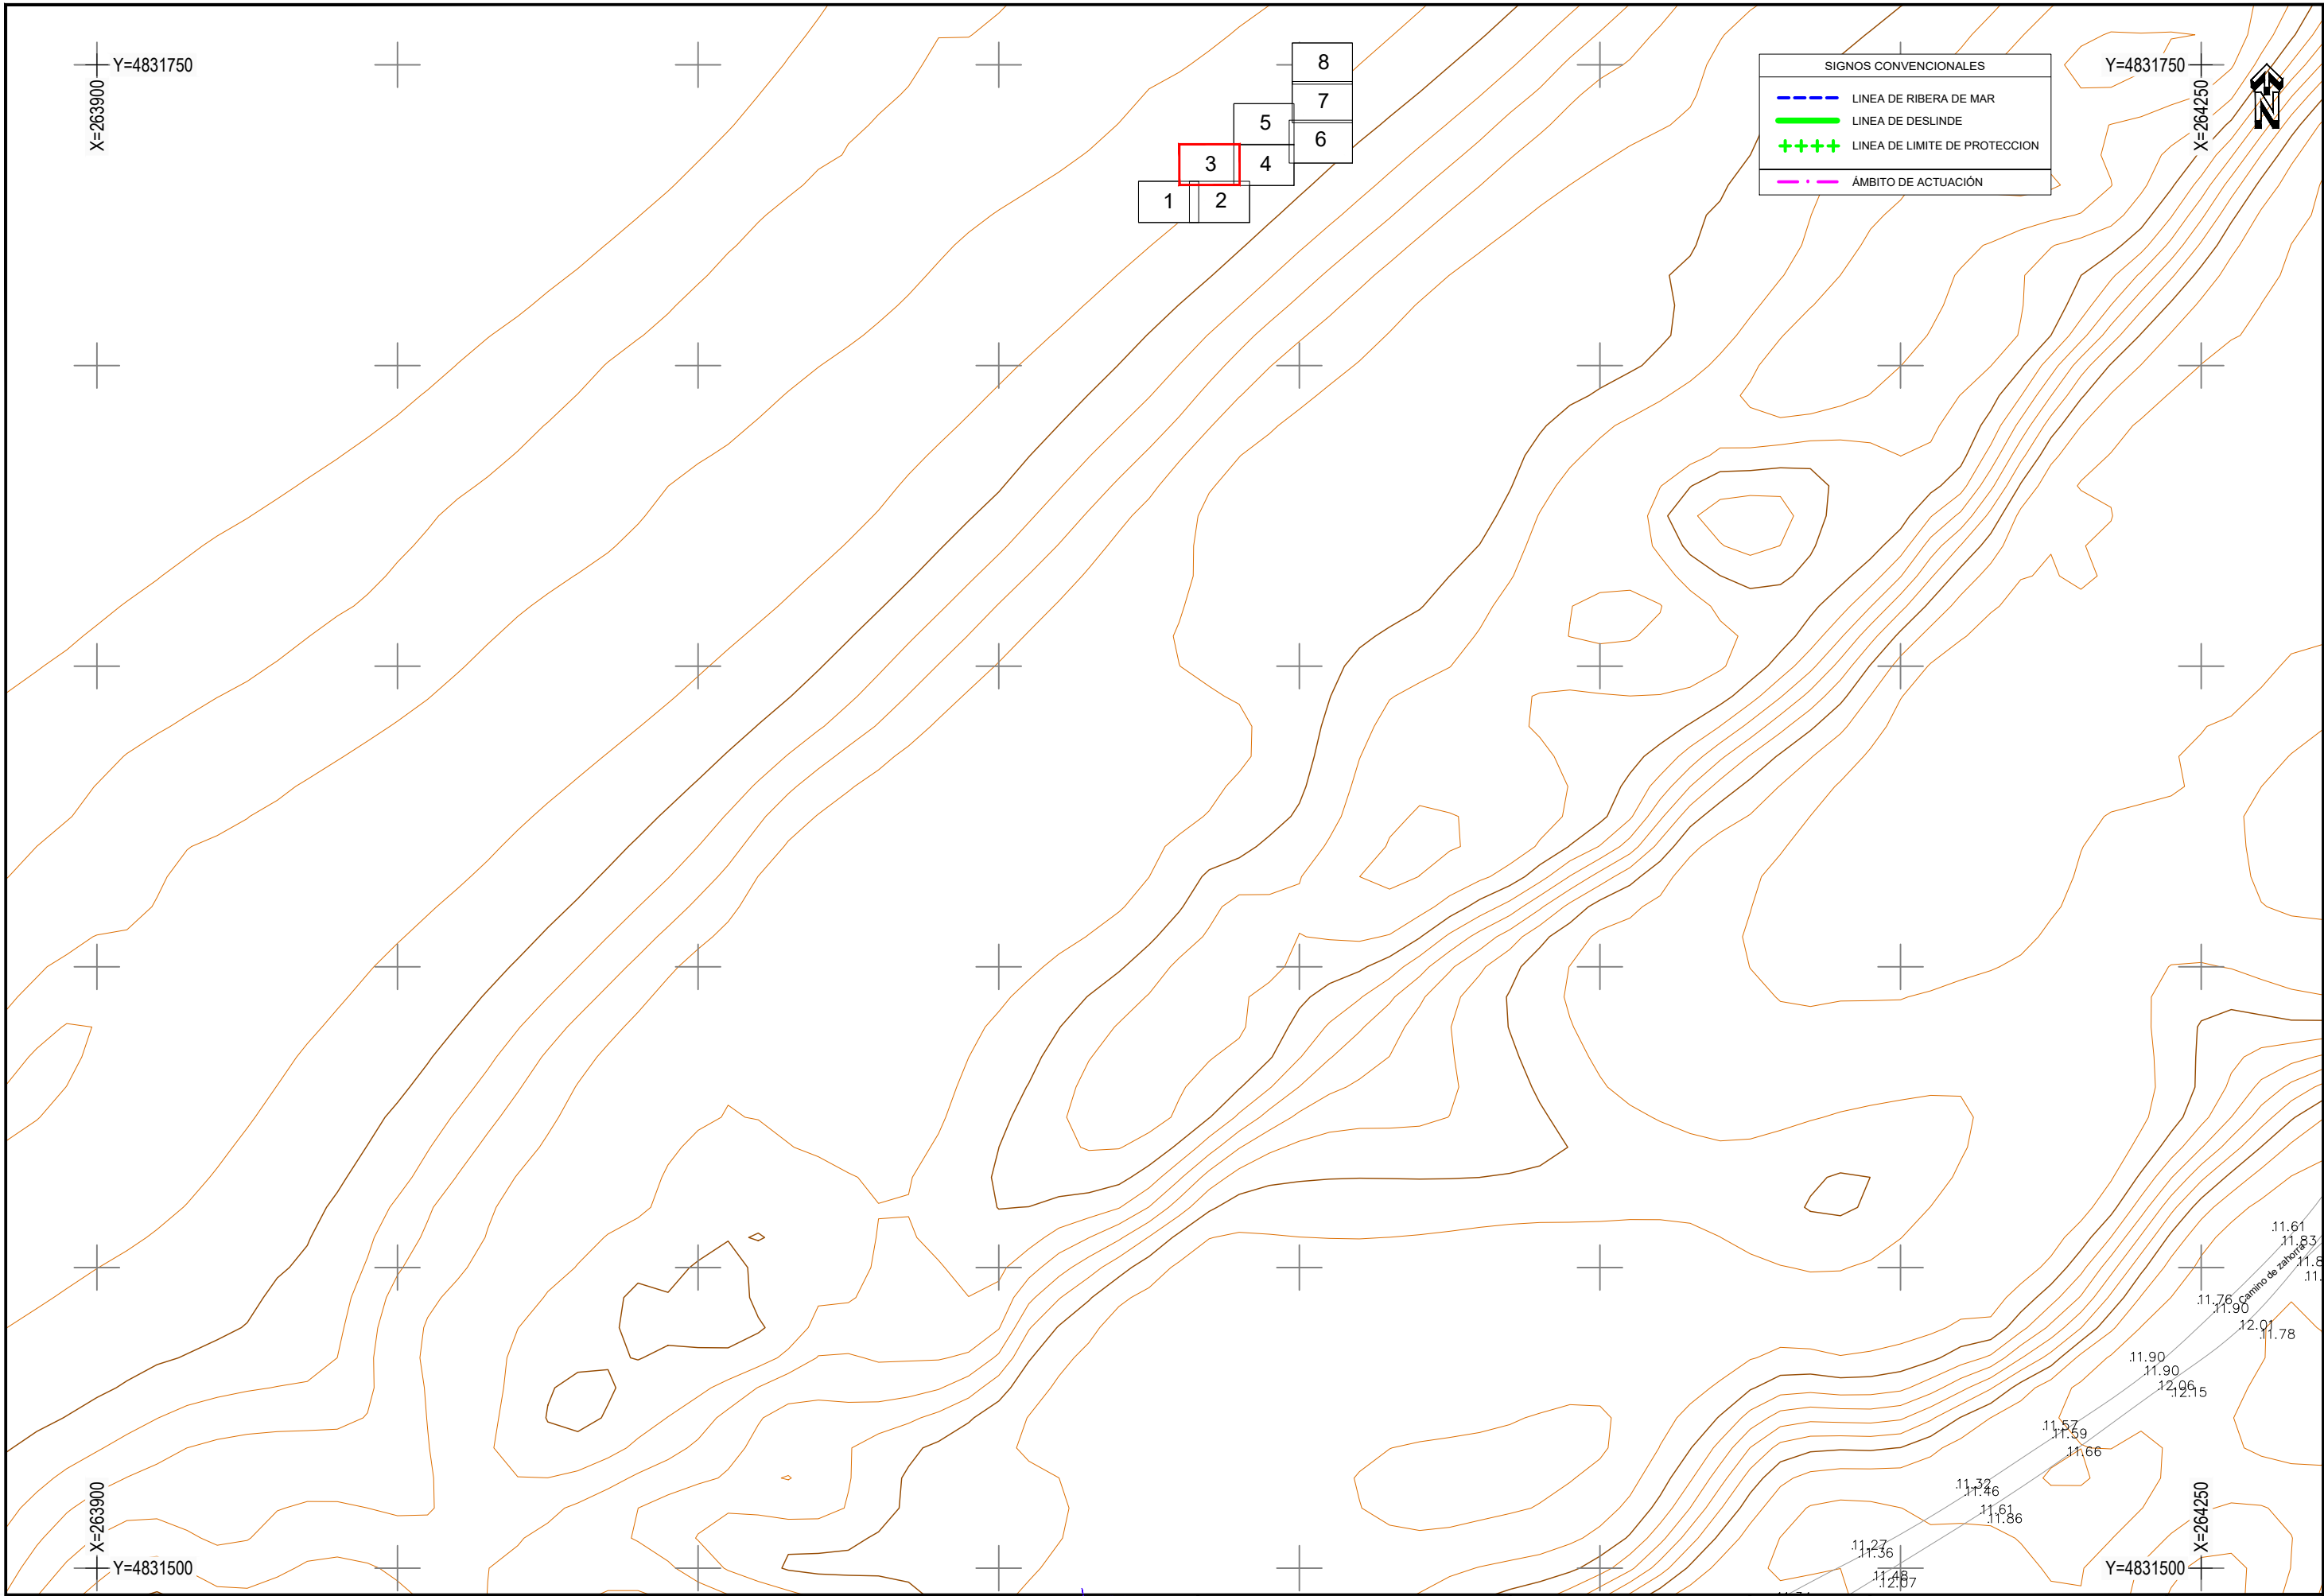 Y=4831750
X=263900
8
7
5
6
3
4
1
2
SIGNOS CONVENCIONALES
LINEA DE RIBERA DE MAR
LINEA DE DESLINDE
LINEA DE LIMITE DE PROTECCION
ÁMBITO DE ACTUACIÓN
Y=4831750
X=264250
N
.11.61
.11.83
Camino de zahorra
.11.76
.11.90
.12.01
.11.78
.11.90
.11.90
.12.06
.12.15
.11.57
.11.59
.11.66
.11.32
.11.46
.11.61
.11.86
.11.27
.11.36
.11.48
.12.07
X=263900
Y=4831500
X=264250
Y=4831500